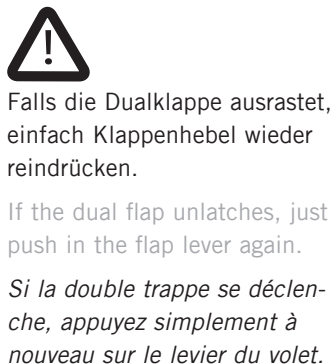 Falls die Dualklappe ausrastet,
einfach Klappenhebel wieder
reindrücken.
If the dual flap unlatches, just
push in the flap lever again.
Si la double trappe se déclen-
che, appuyez simplement à
nouveau sur le levier du volet.